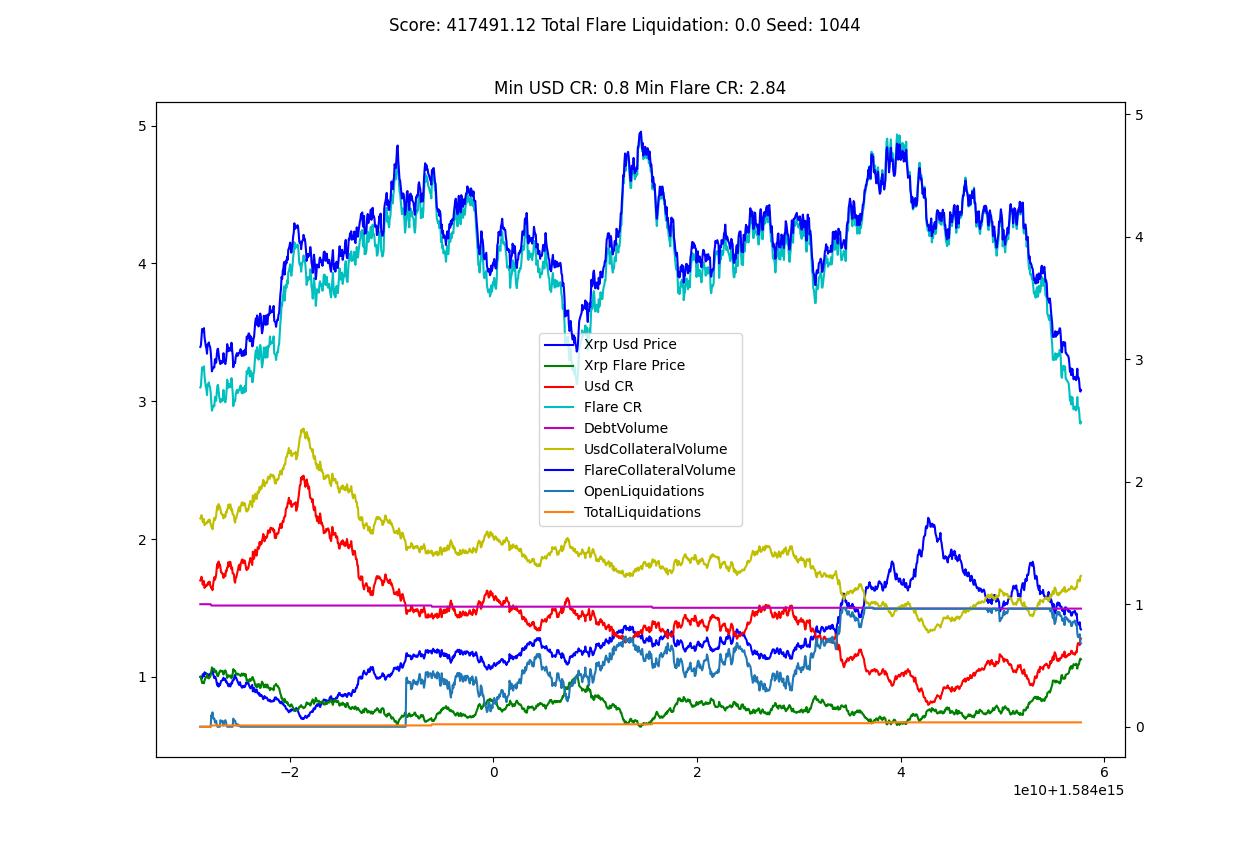 Score: 417491.12 Total Flare Liquidation: 0.0 Seed: 1044
Min USD CR: 0.8 Min Flare CR: 2.84
5
4
3
2
1
5
4
3
2
1
0
Xrp Usd Price
Xrp Flare Price
Usd CR
Flare CR
DebtVolume
UsdCollateralVolume
FlareCollateralVolume
OpenLiquidations
TotalLiquidations
−2
0
2
4
6
1e10+1.584e15